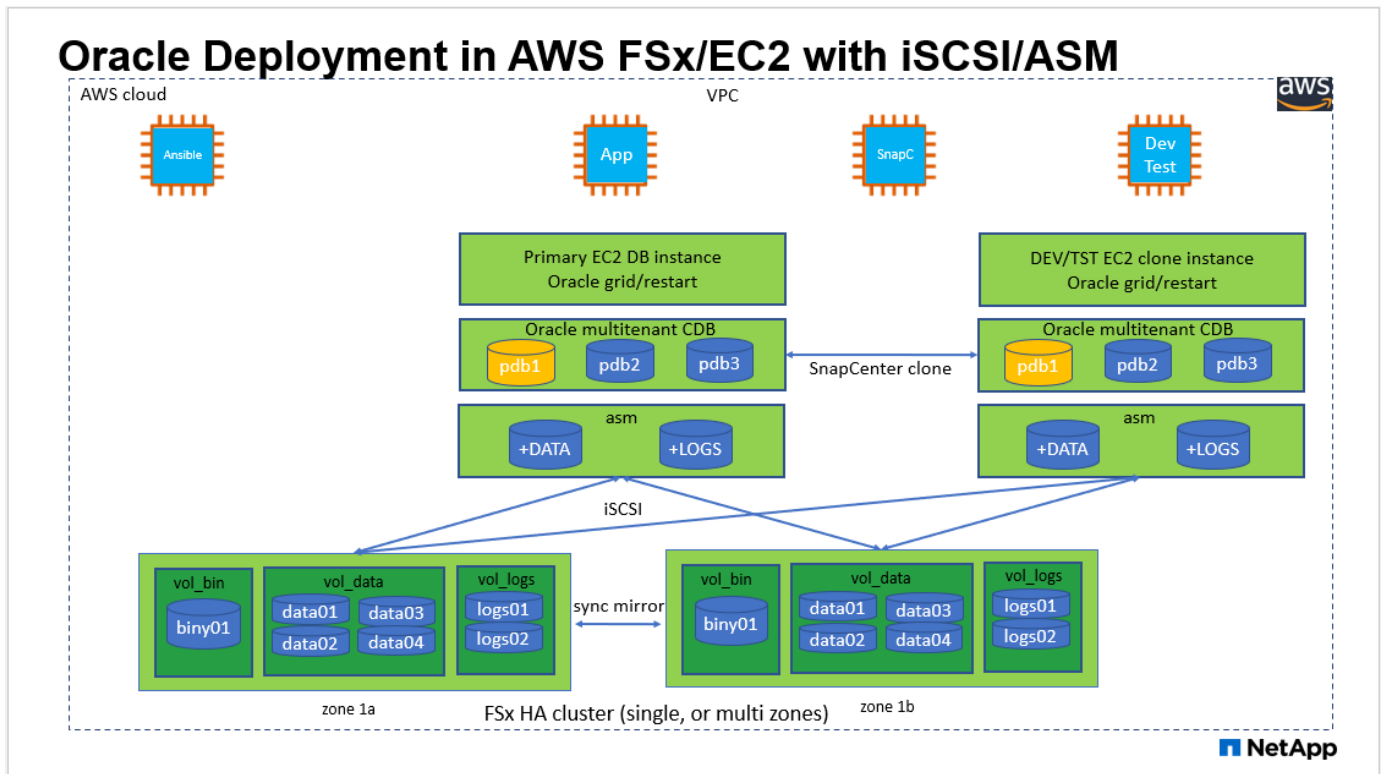 Oracle Deployment in AWS FSx/EC2 with iSCSI/ASM
AWS cloud
VPC
aws
Ansible
App
SnapC
Dev
Test
Primary EC2 DB instance
Oracle grid/restart
DEV/TST EC2 clone instance
Oracle grid/restart
Oracle multitenant CDB
pdb1
pdb2
pdb3
SnapCenter clone
Oracle multitenant CDB
pdb1
pdb2
pdb3
asm
+DATA
+LOGS
asm
+DATA
+LOGS
iSCSI
vol_bin
biny01
vol_data
data01
data03
data02
data04
vol_logs
logs01
logs02
sync mirror
vol_bin
biny01
vol_data
data01
data03
data02
data04
vol_logs
logs01
logs02
zone 1a
FSx HA cluster (single, or multi zones)
zone 1b
NetApp